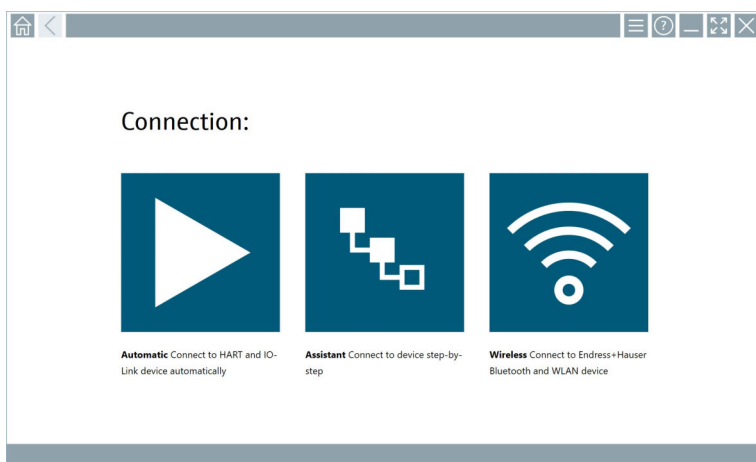 Connection:
Automatic Connect to HART and IO-
Link device automatically
Assistant Connect to device step-by-
step
Wireless Connect to Endress+Hauser
Bluetooth and WLAN device